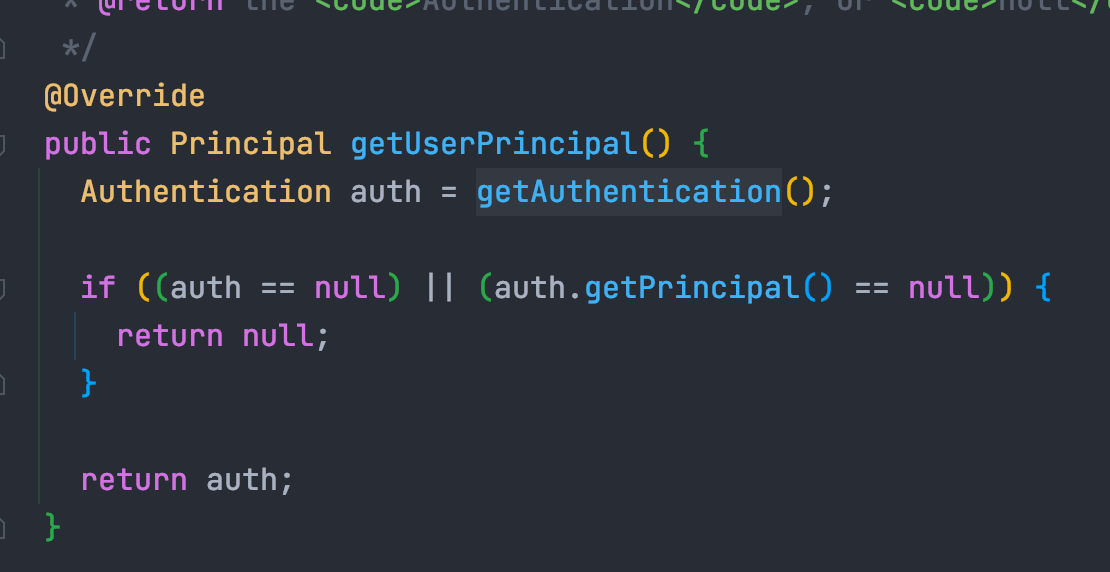 * @return the <code>Authentication</code>, or <code>null</
*/
@Override
public Principal getUserPrincipal() {
Authentication auth = getAuthentication();
if ((auth == null) || (auth.getPrincipal() == null)) {
return null;
}
return auth;
}